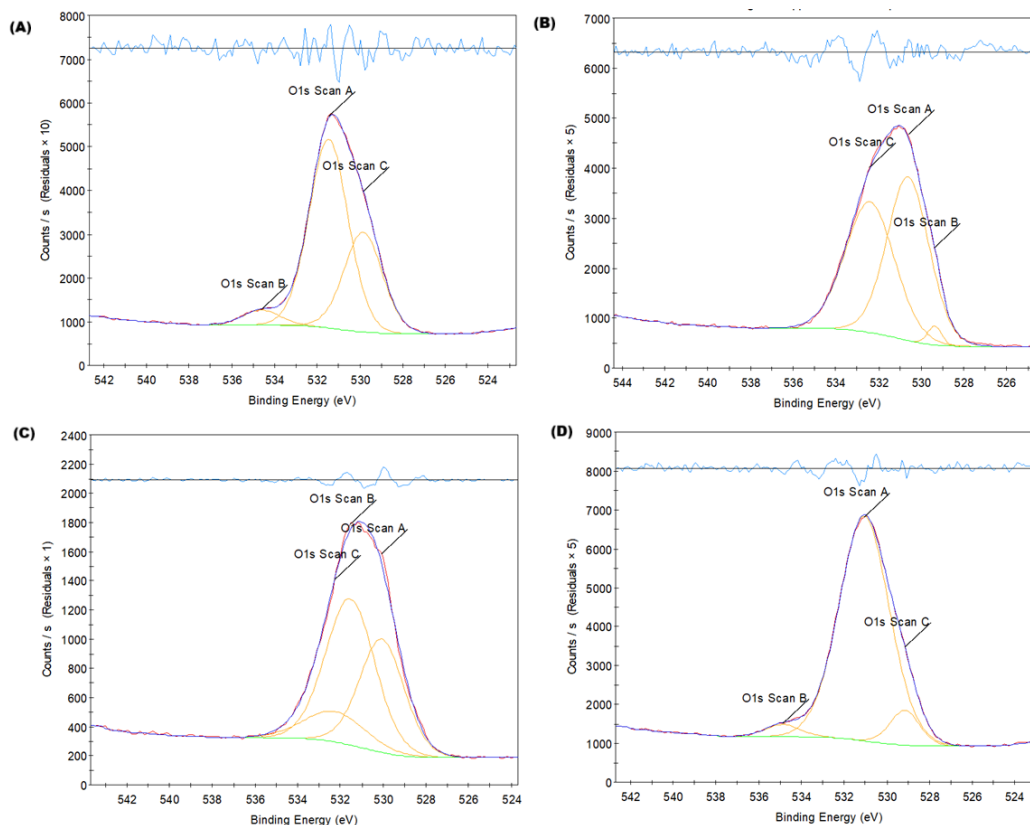 (A)
8000
7000
6000
5000
4000
3000
2000
1000
0
Counts / s (Residuals × 10)
O1s Scan A
O1s Scan C
O1s Scan B
542 540 538 536 534 532 530 528 526 524
Binding Energy (eV)
(B)
7000
6000
5000
4000
3000
2000
1000
0
Counts / s (Residuals × 5)
O1s Scan A
O1s Scan C
O1s Scan B
544 542 540 538 536 534 532 530 528 526
Binding Energy (eV)
(C)
2400
2200
2000
1800
1600
1400
1200
1000
800
600
400
200
0
Counts / s (Residuals × 1)
O1s Scan B
O1s Scan A
O1s Scan C
542 540 538 536 534 532 530 528 526 524
Binding Energy (eV)
(D)
9000
8000
7000
6000
5000
4000
3000
2000
1000
0
Counts / s (Residuals × 5)
O1s Scan A
O1s Scan C
O1s Scan B
542 540 538 536 534 532 530 528 526 524
Binding Energy (eV)